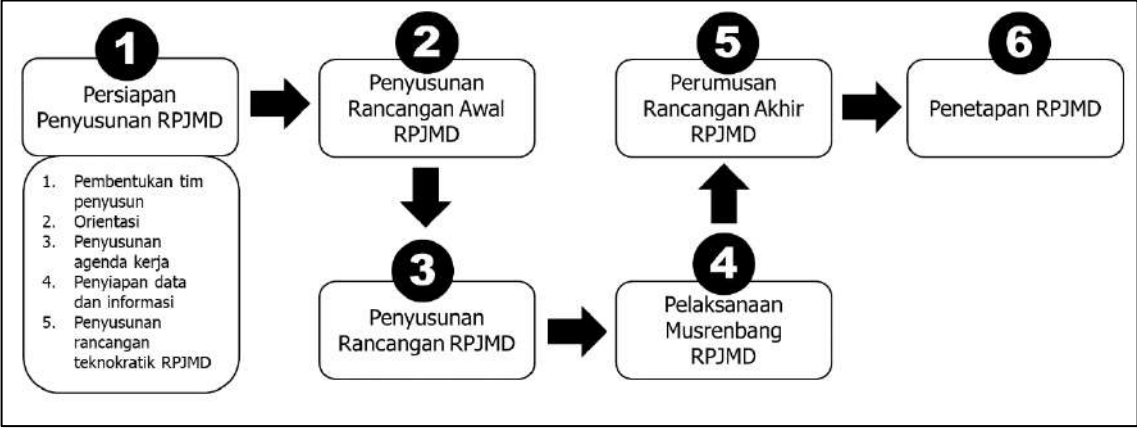 1
Persiapan
Penyusunan RPJMD
1. Pembentukan tim
penyusun
2. Orientasi
3. Penyusunan
agenda kerja
4. Penyiapan data
dan informasi
5. Penyusunan
rancangan
teknokratik RPJMD
2
Penyusunan
Rancangan Awal
RPJMD
3
Penyusunan
Rancangan RPJMD
4
Pelaksanaan
Musrenbang
RPJMD
5
Perumusan
Rancangan Akhir
RPJMD
6
Penetapan RPJMD